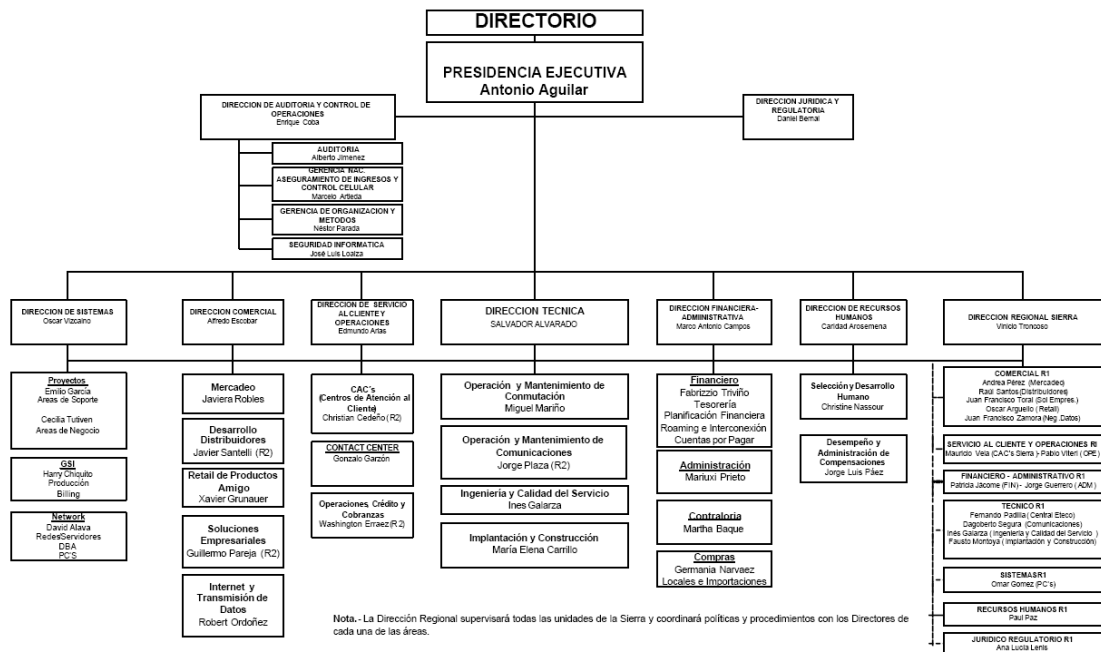 DIRECTORIO
PRESIDENCIA EJECUTIVA
Antonio Aguilar
DIRECCION DE AUDITORIA Y CONTROL DE
OPERACIONES
Enrique Coba
DIRECCION JURIDICA Y
REGULATORIA
Daniel Bernal
AUDITORIA
Alberto Jimenez
GERENCIA NAC.
ASEGURAMIENTO DE INGRESOS Y
CONTROL CELULAR
Marcelo Artieda
GERENCIA DE ORGANIZACION Y
METODOS
Néstor Parada
SEGURIDAD INFORMATICA
José Luis Loaiza
DIRECCION DE SISTEMAS
Oscar Vizcaino
DIRECCION COMERCIAL
Alfredo Escobar
DIRECCION DE SERVICIO
AL CLIENTE Y
OPERACIONES
Edmundo Arias
DIRECCION TECNICA
SALVADOR ALVARADO
DIRECCION FINANCIERA-
ADMINISTRATIVA
Marco Antonio Campos
DIRECCION DE RECURSOS
HUMANOS
Caridad Arosemena
DIRECCION REGIONAL SIERRA
Vinicio Troncoso
Proyectos
Emilio García
Areas de Soporte
Cecilia Tutiven
Areas de Negocio
GSI
Harry Chiquito
Producción
Billing
Network
David Alava
Redes/Servidores
DBA
PC'S
Mercadeo
Javiera Robles
Desarrollo
Distribuidores
Javier Santelli (R2)
Retail de Productos
Amigo
Xavier Grunauer
Soluciones
Empresariales
Guillermo Pareja (R2)
Internet y
Transmisión de
Datos
Robert Ordoñez
CAC's
(Centros de Atención al
Cliente)
Christian Cedeño (R2)
CONTACT CENTER
Gonzalo Garzón
Operaciones, Crédito y
Cobranzas
Washington Erraez(R2)
Operación y Mantenimiento de
Conmutación
Miguel Mariño
Operación y Mantenimiento de
Comunicaciones
Jorge Plaza (R2)
Ingeniería y Calidad del Servicio
Ines Galarza
Implantación y Construcción
María Elena Carrillo
Financiero
Fabrizzio Triviño
Tesorería
Planificación Financiera
Roaming e Interconexión
Cuentas por Pagar
Administración
Mariuxi Prieto
Contraloria
Martha Baque
Compras
Germania Narvaez
Locales e Importaciones
Selección y Desarrollo
Humano
Christine Nassour
Desempeño y
Administración de
Compensaciones
Jorge Luis Páez
COMERCIAL R1
Andrea Pérez (Mercadeo)
Raúl Santos(Distribuidores)
Juan Francisco Toral (Sol Empres.)
Oscar Arguello (Retail)
Juan Francisco Zamora (Neg.Datos)
SERVICIO AL CLIENTE Y OPERACIONES RI
Mauricio Vela (CAC's Sierra)- Pablo Viteri (OPE)
FINANCIERO - ADMINISTRATIVO R1
Patricia Jácome (FIN) - Jorge Guerrero (ADM)
TECNICO R1
Fernando Padilla (Central Eteco)
Dagoberto Segura (Comunicaciones)
Inés Galarza ( Ingeniería y Calidad del Servicio )
Fausto Montoya ( Implantación y Construcción)
SISTEMAS R1
Omar Gomez (PC's)
RECURSOS HUMANOS R1
Paul Paz
JURIDICO REGULATORIO R1
Ana Lucía Lenis
Nota.- La Dirección Regional supervisará todas las unidades de la Sierra y coordinará políticas y procedimientos con los Directores de
cada una de las áreas.